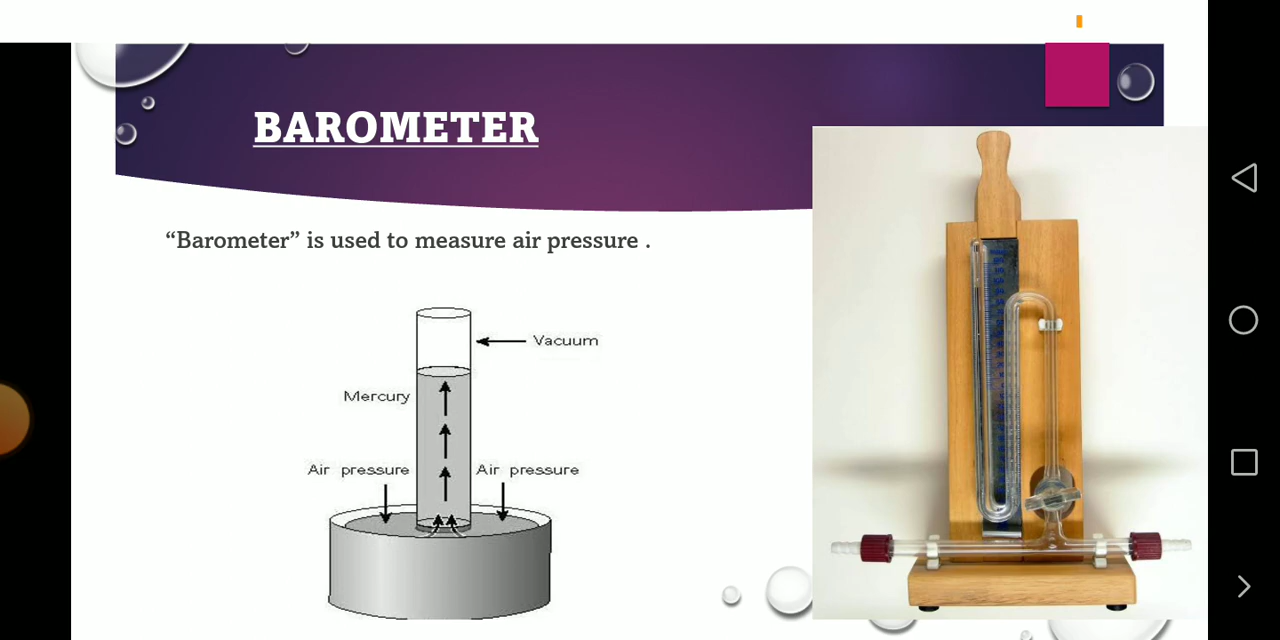 BAROMETER
“Barometer” is used to measure air pressure .
Vacuum
Mercury
Air pressure
Air pressure